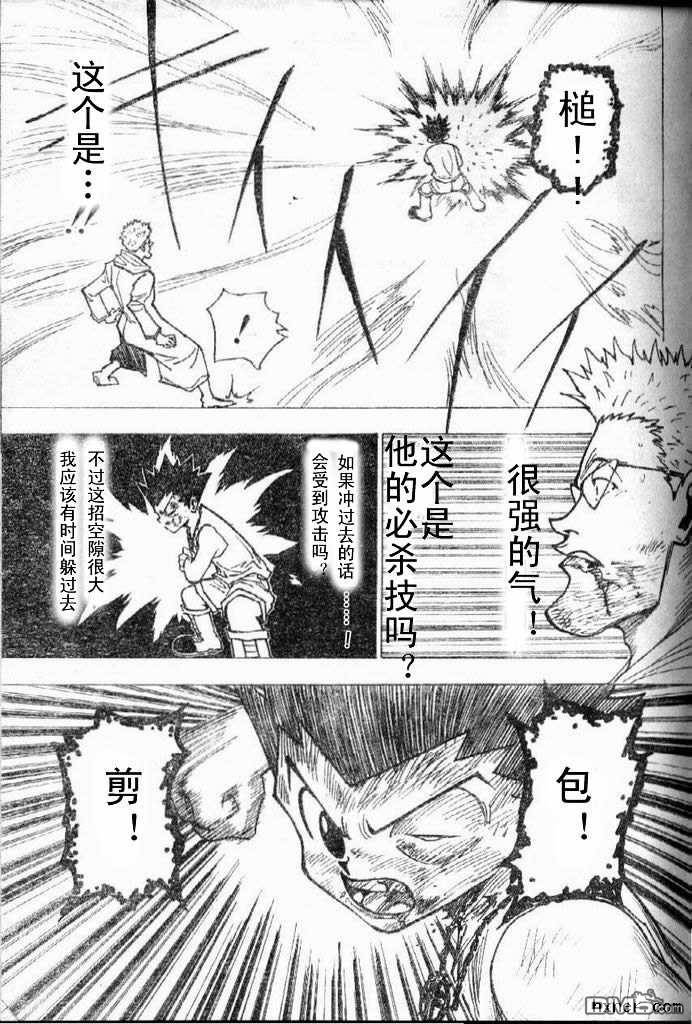 槌！！
这个是…!!
！
很强的气！
这个是
他的必杀技吗？
如果冲过去的话……！
会受到攻击吗？
不过这招空隙很大
我应该有时间躲过去
包！
剪！